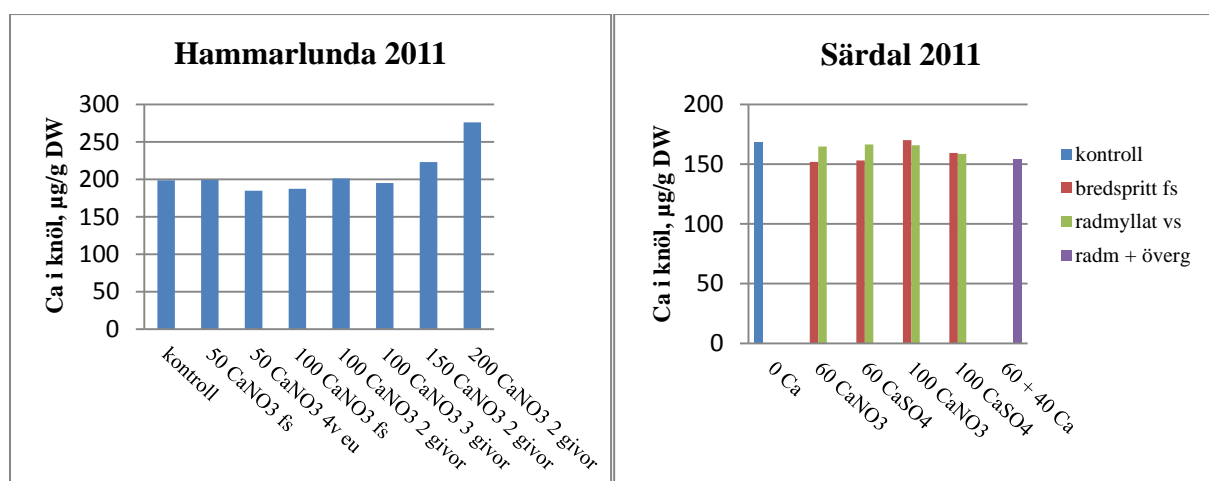 Hammarlunda 2011
Ca i knöl, µg/g DW
300
250
200
150
100
50
0
kontroll
50 CaNO3 fs
50 CaNO3 4v eu
100 CaNO3 fs
100 CaNO3 2 givor
100 CaNO3 3 givor
150 CaNO3 2 givor
200 CaNO3 2 givor
Särdal 2011
Ca i knöl, µg/g DW
200
150
100
50
0
0 Ca
60 CaNO3
60 CaSO4
100 CaNO3
100 CaSO4
60 + 40 Ca
kontroll
bredspritt fs
radmyllat vs
radm + överg